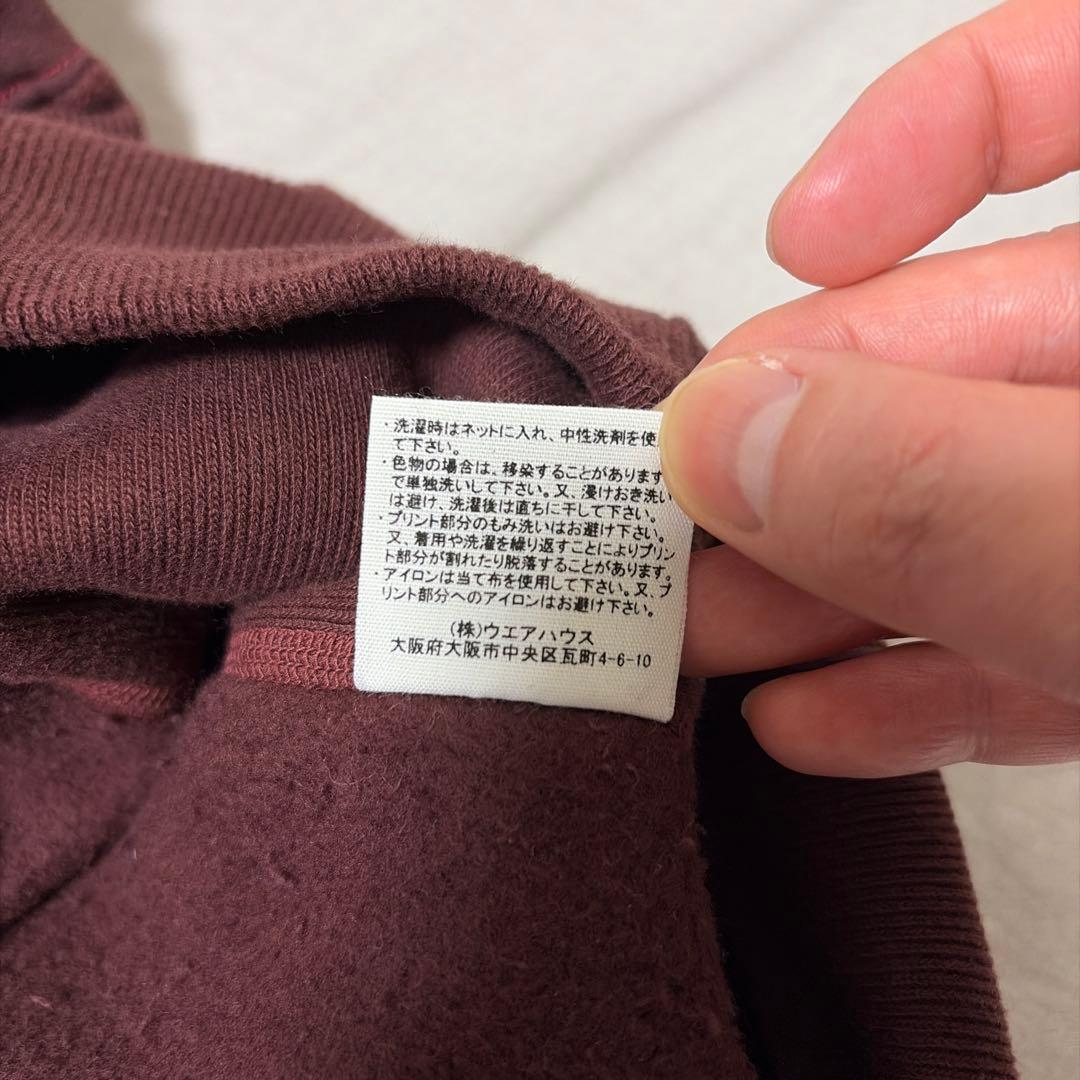 ・洗濯時はネットに入れ、中性洗剤を使
て下さい。
・色物の場合は、移染することがあります
で単独洗いして下さい。又、浸けおき洗い
は避け、洗濯後は直ちに干して下さい。
・プリント部分のもみ洗いはお避け下さい。
又、着用や洗濯を繰り返すことによりプリン
ト部分が割れたり脱落することがあります。
・アイロンは当て布を使用して下さい。又、プ
リント部分へのアイロンはお避け下さい。
(株)ウエアハウス
大阪府大阪市中央区瓦町4-6-10